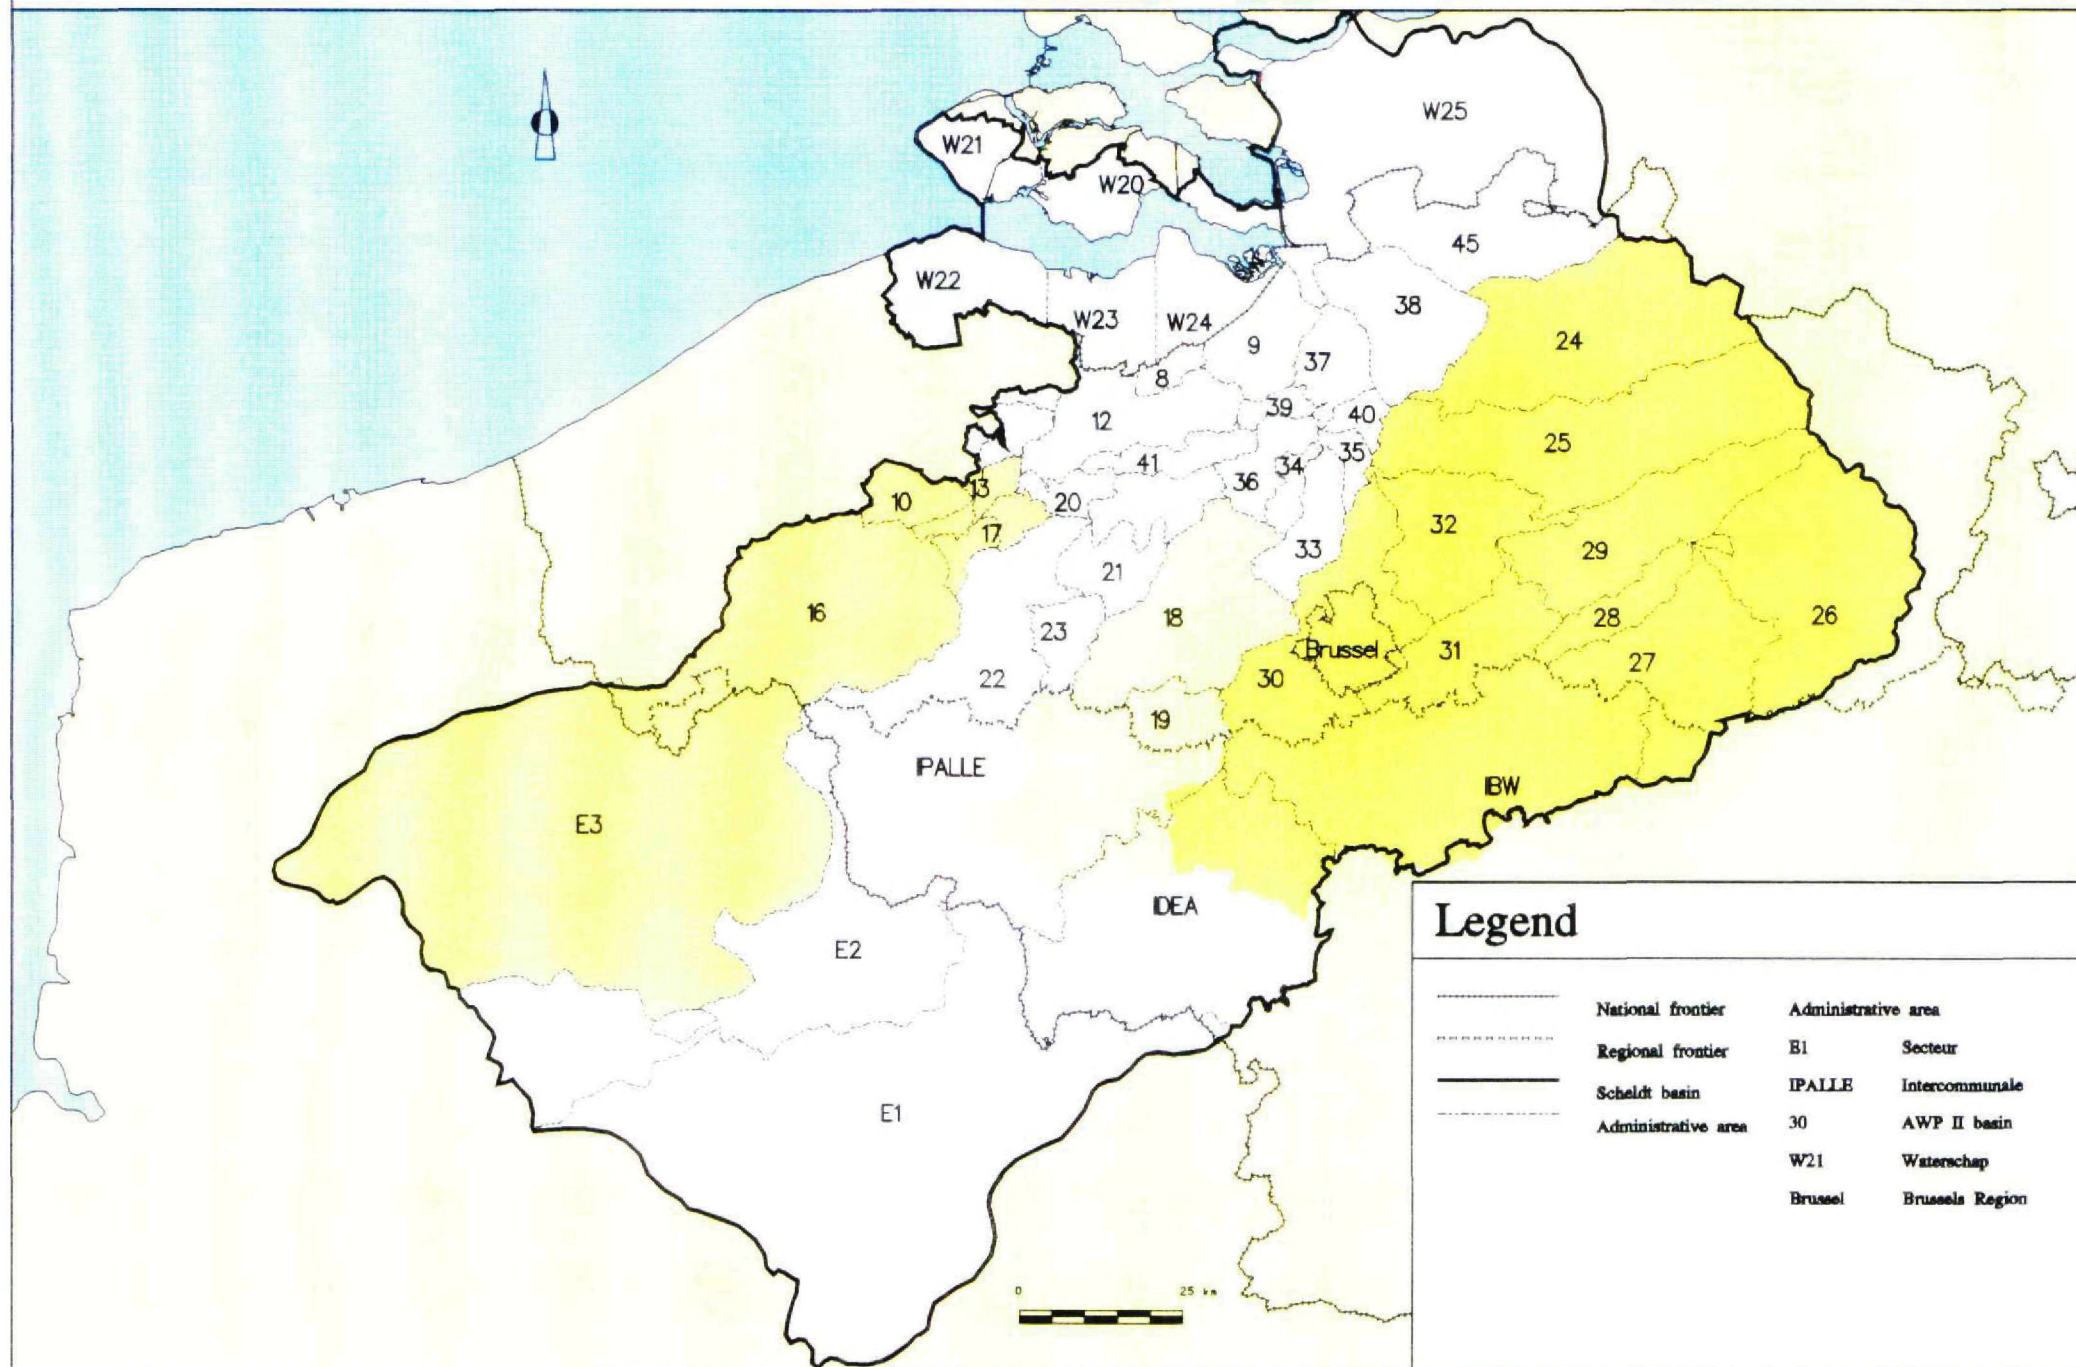 W25
W21
W20
45
W22
38
W23
W24
24
9
37
8
39
40
12
25
35
41
34
36
13
10
20
32
17
33
29
21
16
18
28
26
23
Brussel
31
27
30
22
19
IPALLE
IBW
E3
IDEA
E2
E1
0 25 km
Legend
National frontier Administrative area
Regional frontier E1 Secteur
Scheldt basin IPALLE Intercommunale
Administrative area 30 AWP II basin
W21 Waterschap
Brussel Brussels Region